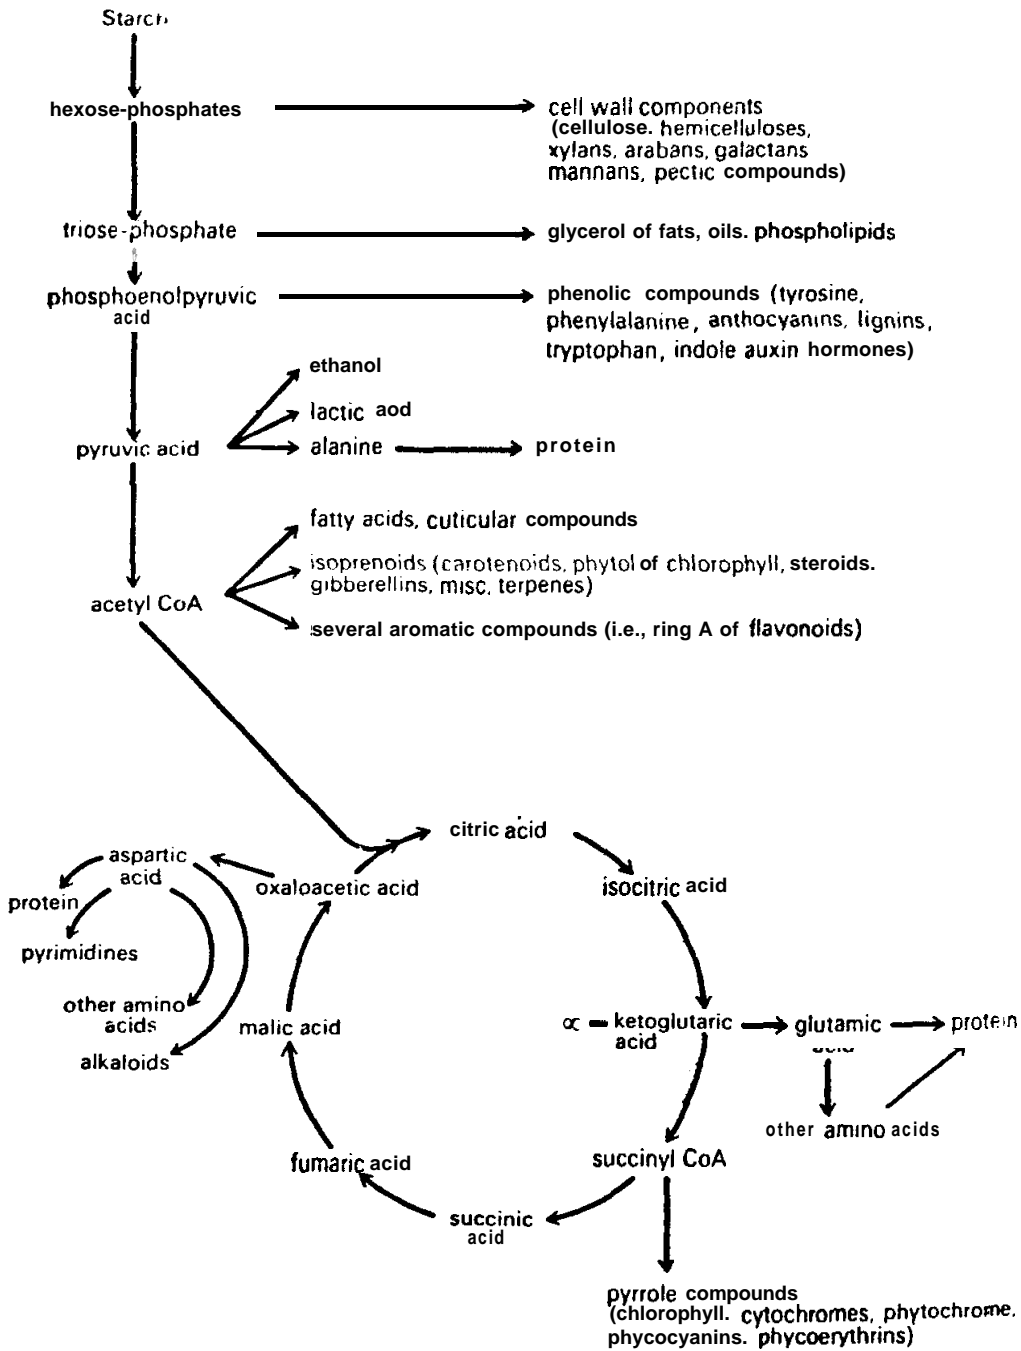 Starch
hexose-phosphates
cell wall components
(cellulose. hemicelluloses,
xylans, arabans, galactans
mannans, pectic compounds)
triose-phosphate
glycerol of fats, oils. phospholipids
phosphoenolpyruvic
acid
phenolic compounds (tyrosine,
phenylalanine, anthocyanins, lignins,
tryptophan, indole auxin hormones)
ethanol
lactic aod
pyruvic acid
alanine
protein
fatty acids, cuticular compounds
isoprenoids (carotenoids, phytol of chlorophyll, steroids.
gibberellins, misc. terpenes)
acetyl CoA
several aromatic compounds (i.e., ring A of flavonoids)
citric acid
aspartic
acid
oxaloacetic acid
isocitric acid
protein
pyrimidines
other amino
acids
alkaloids
malic acid
∝ – ketoglutaric
acid
glutamic
acid
protein
other amino acids
fumaric acid
succinyl CoA
succinic
acid
pyrrole compounds
(chlorophyll. cytochromes, phytochrome.
phycocyanins. phycoerythrins)